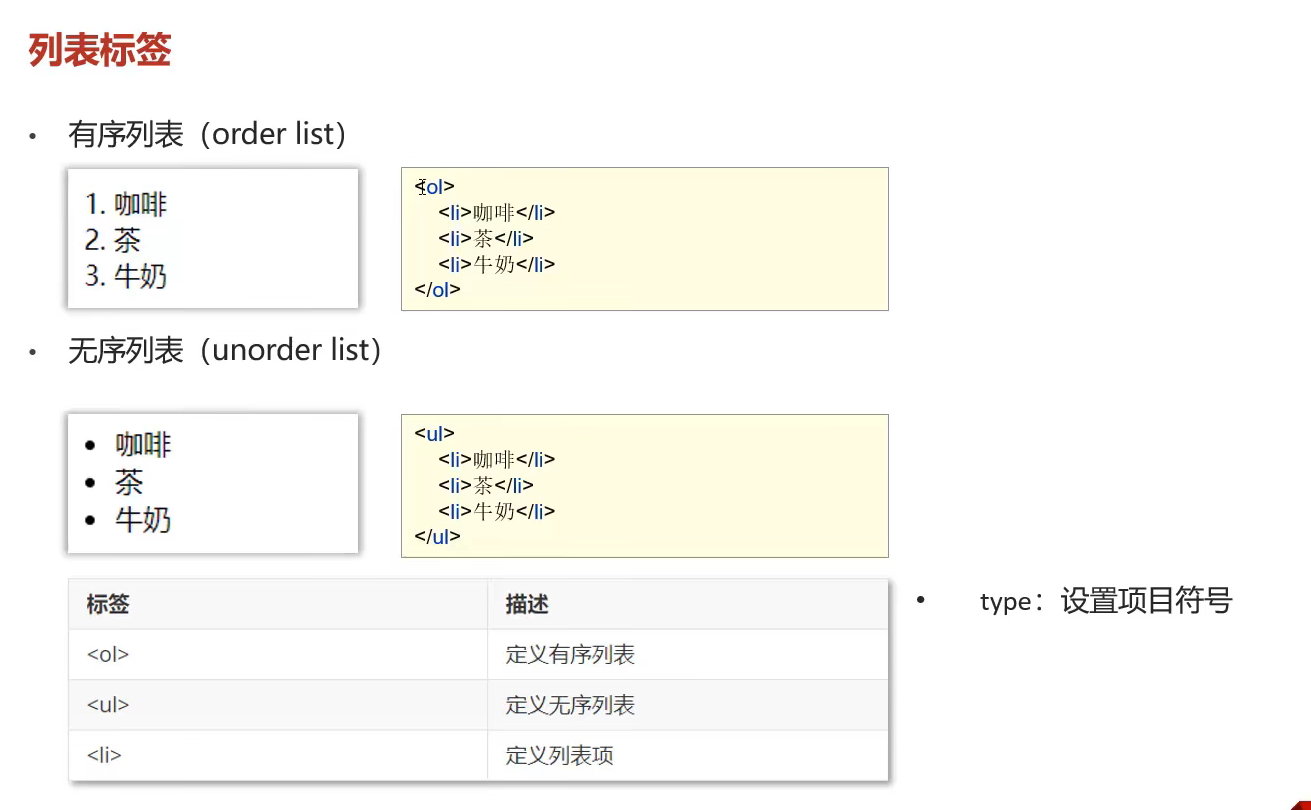 列表标签
• 有序列表（order list）
1. 咖啡
2. 茶
3. 牛奶
<ol>
<li>咖啡</li>
<li>茶</li>
<li>牛奶</li>
</ol>
• 无序列表（unorder list）
• 咖啡
• 茶
• 牛奶
<ul>
<li>咖啡</li>
<li>茶</li>
<li>牛奶</li>
</ul>
标签 描述
<ol> 定义有序列表
<ul> 定义无序列表
<li> 定义列表项
• type：设置项目符号